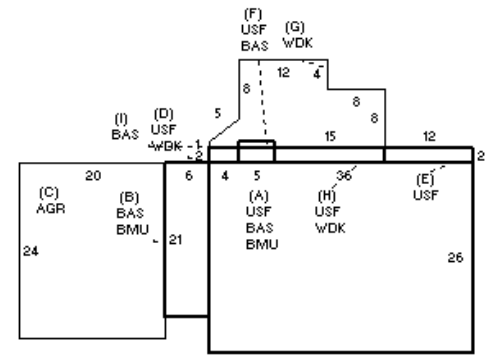 (F)
USF
BAS
(G)
WDK
12
4
8
8
8
5
(I)
BAS
(D)
USF
WDK
1
2
15
12
2
20
6
4
5
36
(C)
AGR
(B)
BAS
BMU
(A)
USF
BAS
BMU
(H)
USF
WDK
(E)
USF
24
21
26